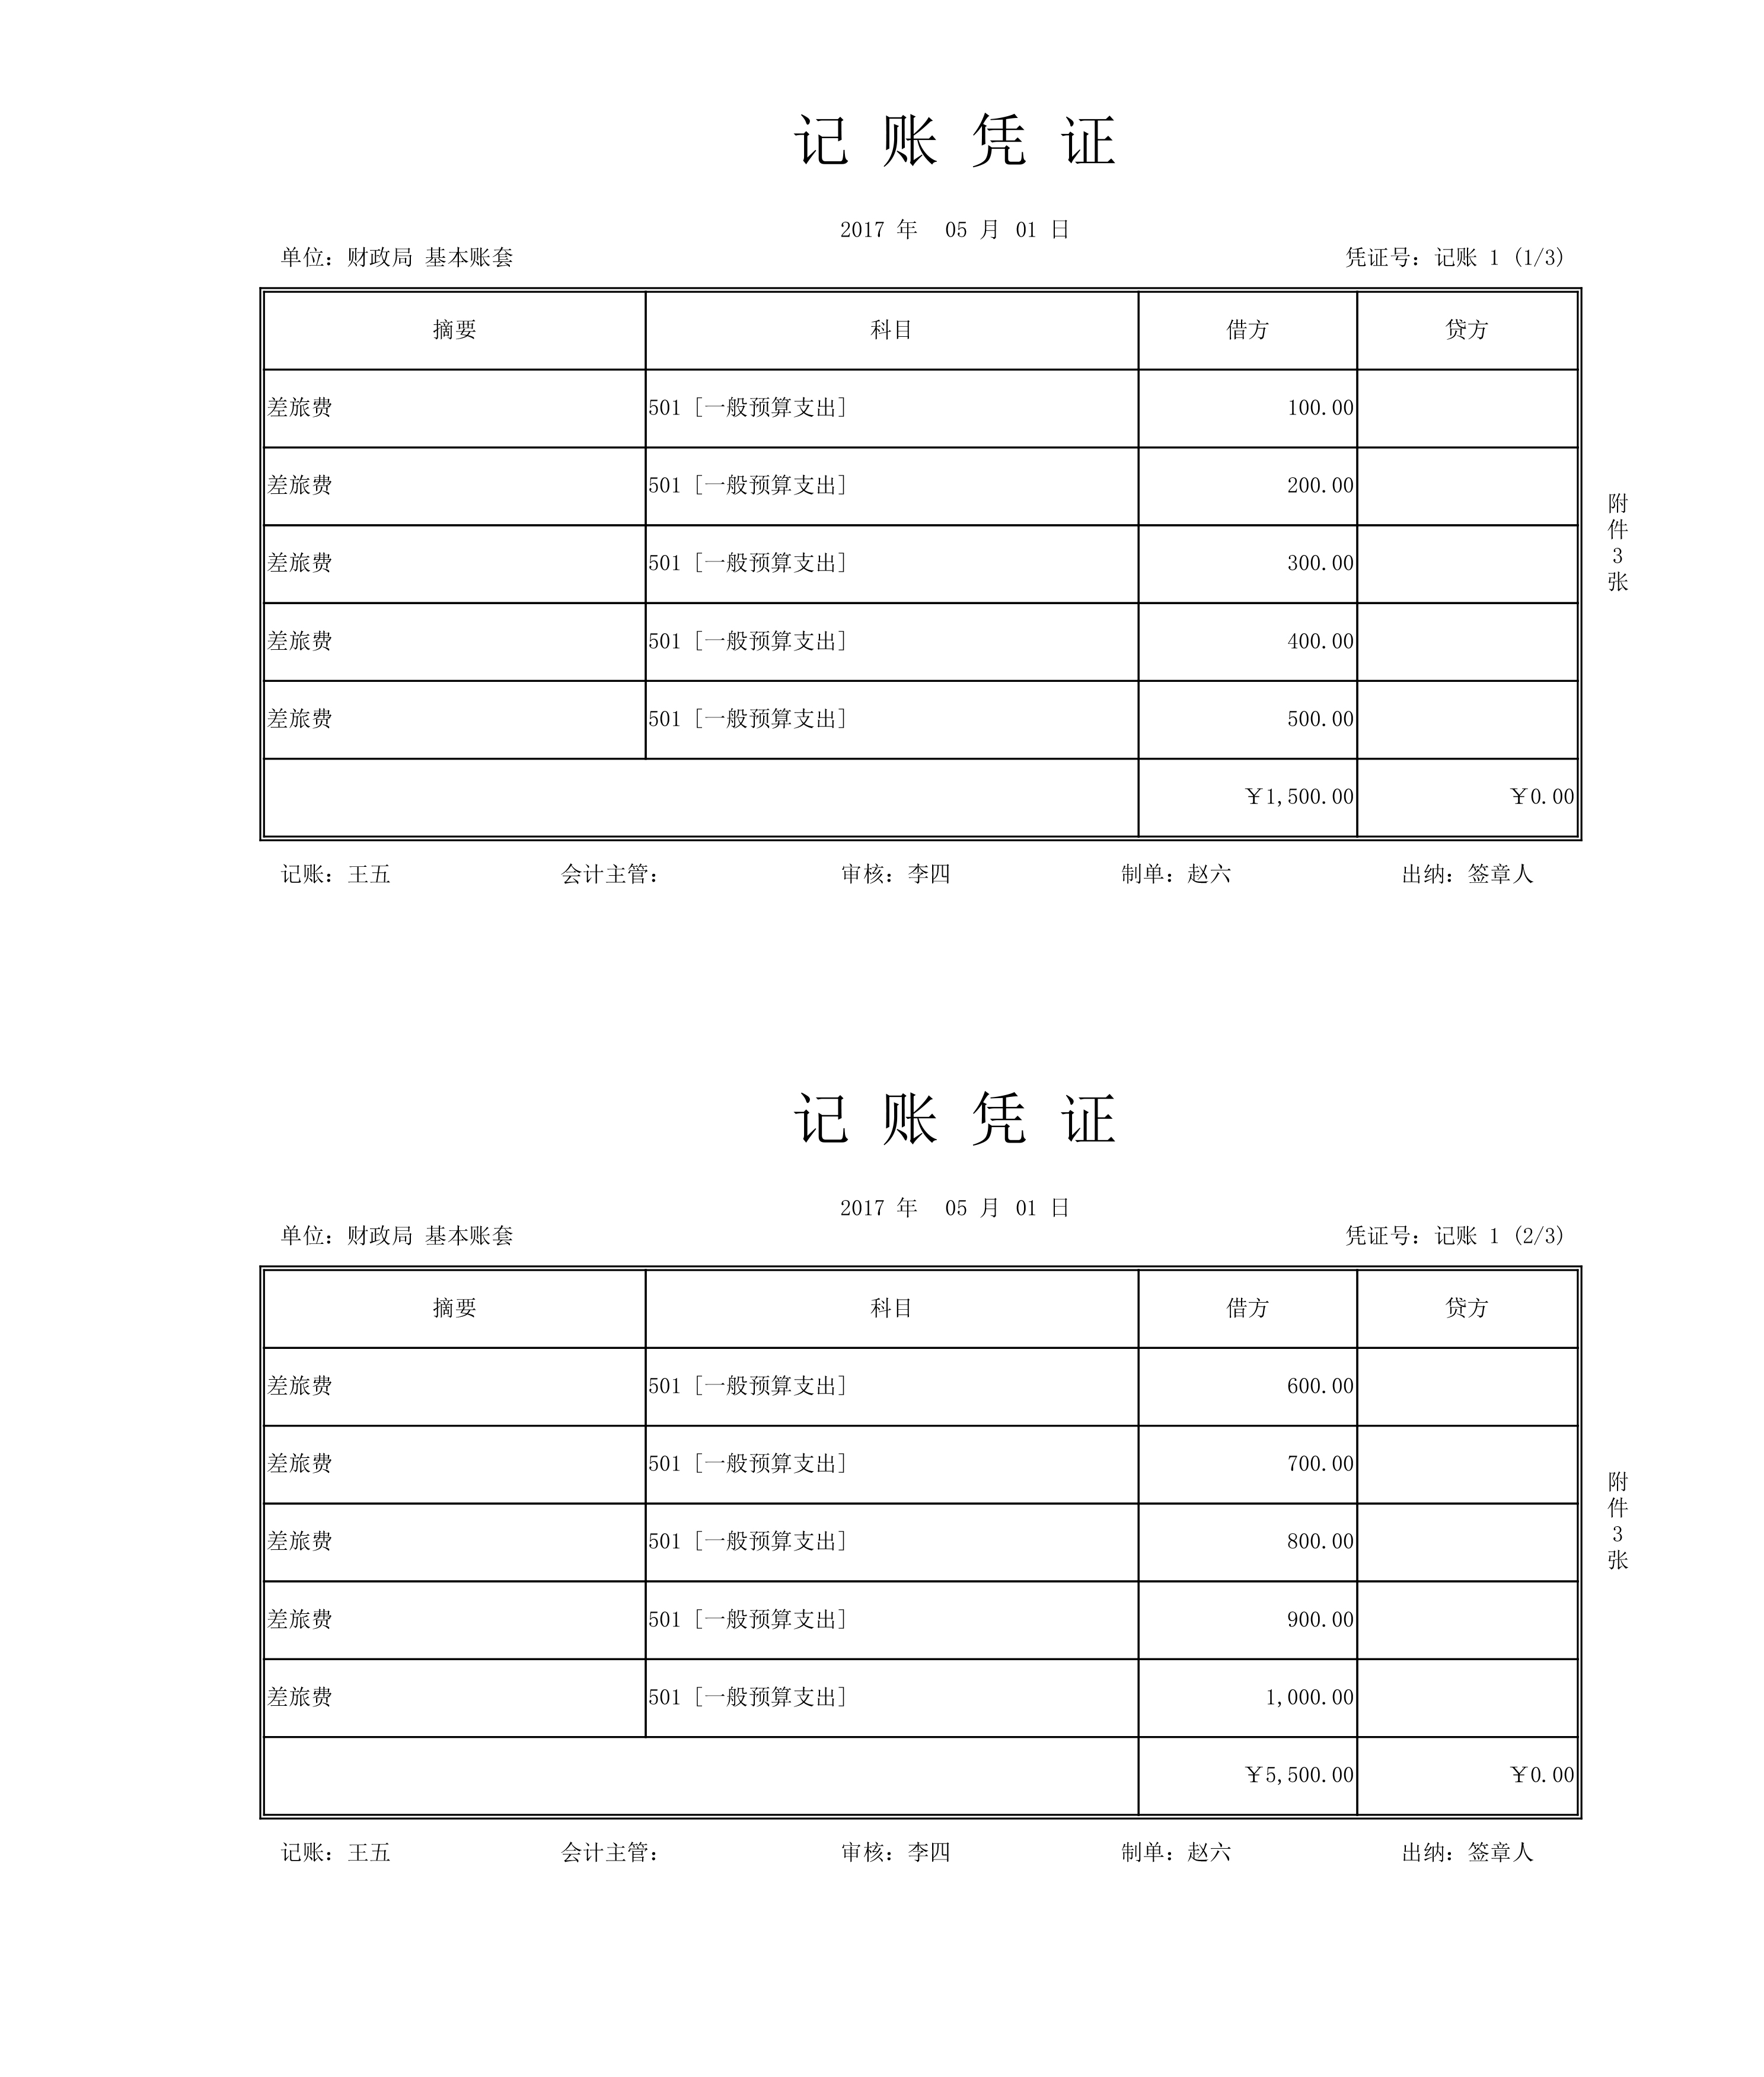 记 账 凭 证
2017 年 05 月 01 日
单位：财政局 基本账套 凭证号：记账 1 (1/3)
摘要 科目 借方 贷方
差旅费 501 [一般预算支出] 100.00
差旅费 501 [一般预算支出] 200.00
差旅费 501 [一般预算支出] 300.00
差旅费 501 [一般预算支出] 400.00
差旅费 501 [一般预算支出] 500.00
￥1,500.00 ￥0.00
附件3张
记账：王五 会计主管： 审核：李四 制单：赵六 出纳：签章人
记 账 凭 证
2017 年 05 月 01 日
单位：财政局 基本账套 凭证号：记账 1 (2/3)
摘要 科目 借方 贷方
差旅费 501 [一般预算支出] 600.00
差旅费 501 [一般预算支出] 700.00
差旅费 501 [一般预算支出] 800.00
差旅费 501 [一般预算支出] 900.00
差旅费 501 [一般预算支出] 1,000.00
￥5,500.00 ￥0.00
附件3张
记账：王五 会计主管： 审核：李四 制单：赵六 出纳：签章人